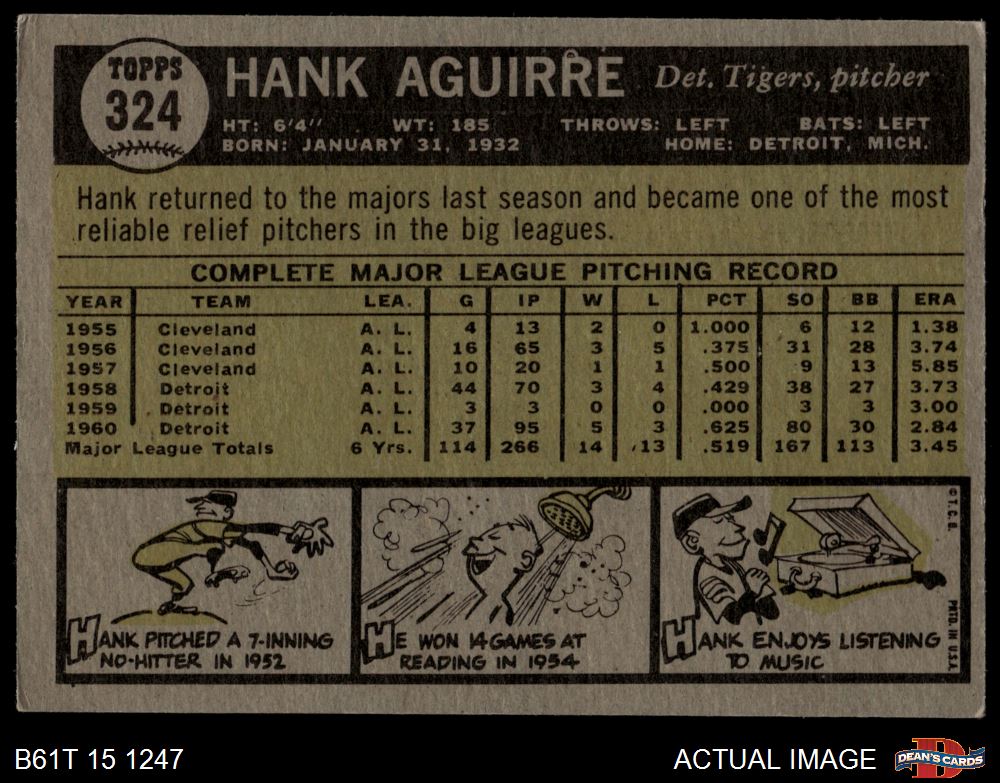 TOPPS
324
HANK AGUIRRE Det. Tigers, pitcher
HT: 6'4" WT: 185 THROWS: LEFT BATS: LEFT
BORN: JANUARY 31, 1932 HOME: DETROIT, MICH.
Hank returned to the majors last season and became one of the most
reliable relief pitchers in the big leagues.
COMPLETE MAJOR LEAGUE PITCHING RECORD
YEAR TEAM LEA. G IP W L PCT SO BB ERA
1955 Cleveland A. L. 4 13 2 0 1.000 6 12 1.38
1956 Cleveland A. L. 16 65 3 5 .375 31 28 3.74
1957 Cleveland A. L. 10 20 1 1 .500 9 13 5.85
1958 Detroit A. L. 44 70 3 4 .429 38 27 3.73
1959 Detroit A. L. 3 3 0 0 .000 3 3 3.00
1960 Detroit A. L. 37 95 5 3 .625 80 30 2.84
Major League Totals 6 Yrs. 114 266 14 13 .519 167 113 3.45
HANK PITCHED A 7-INNING
NO-HITTER IN 1952
HE WON 14 GAMES AT
READING IN 1954
HANK ENJOYS LISTENING
TO MUSIC
© T. C. G.
PRTD. IN U.S.A.
B61T 15 1247 ACTUAL IMAGE
DEAN'S CARDS